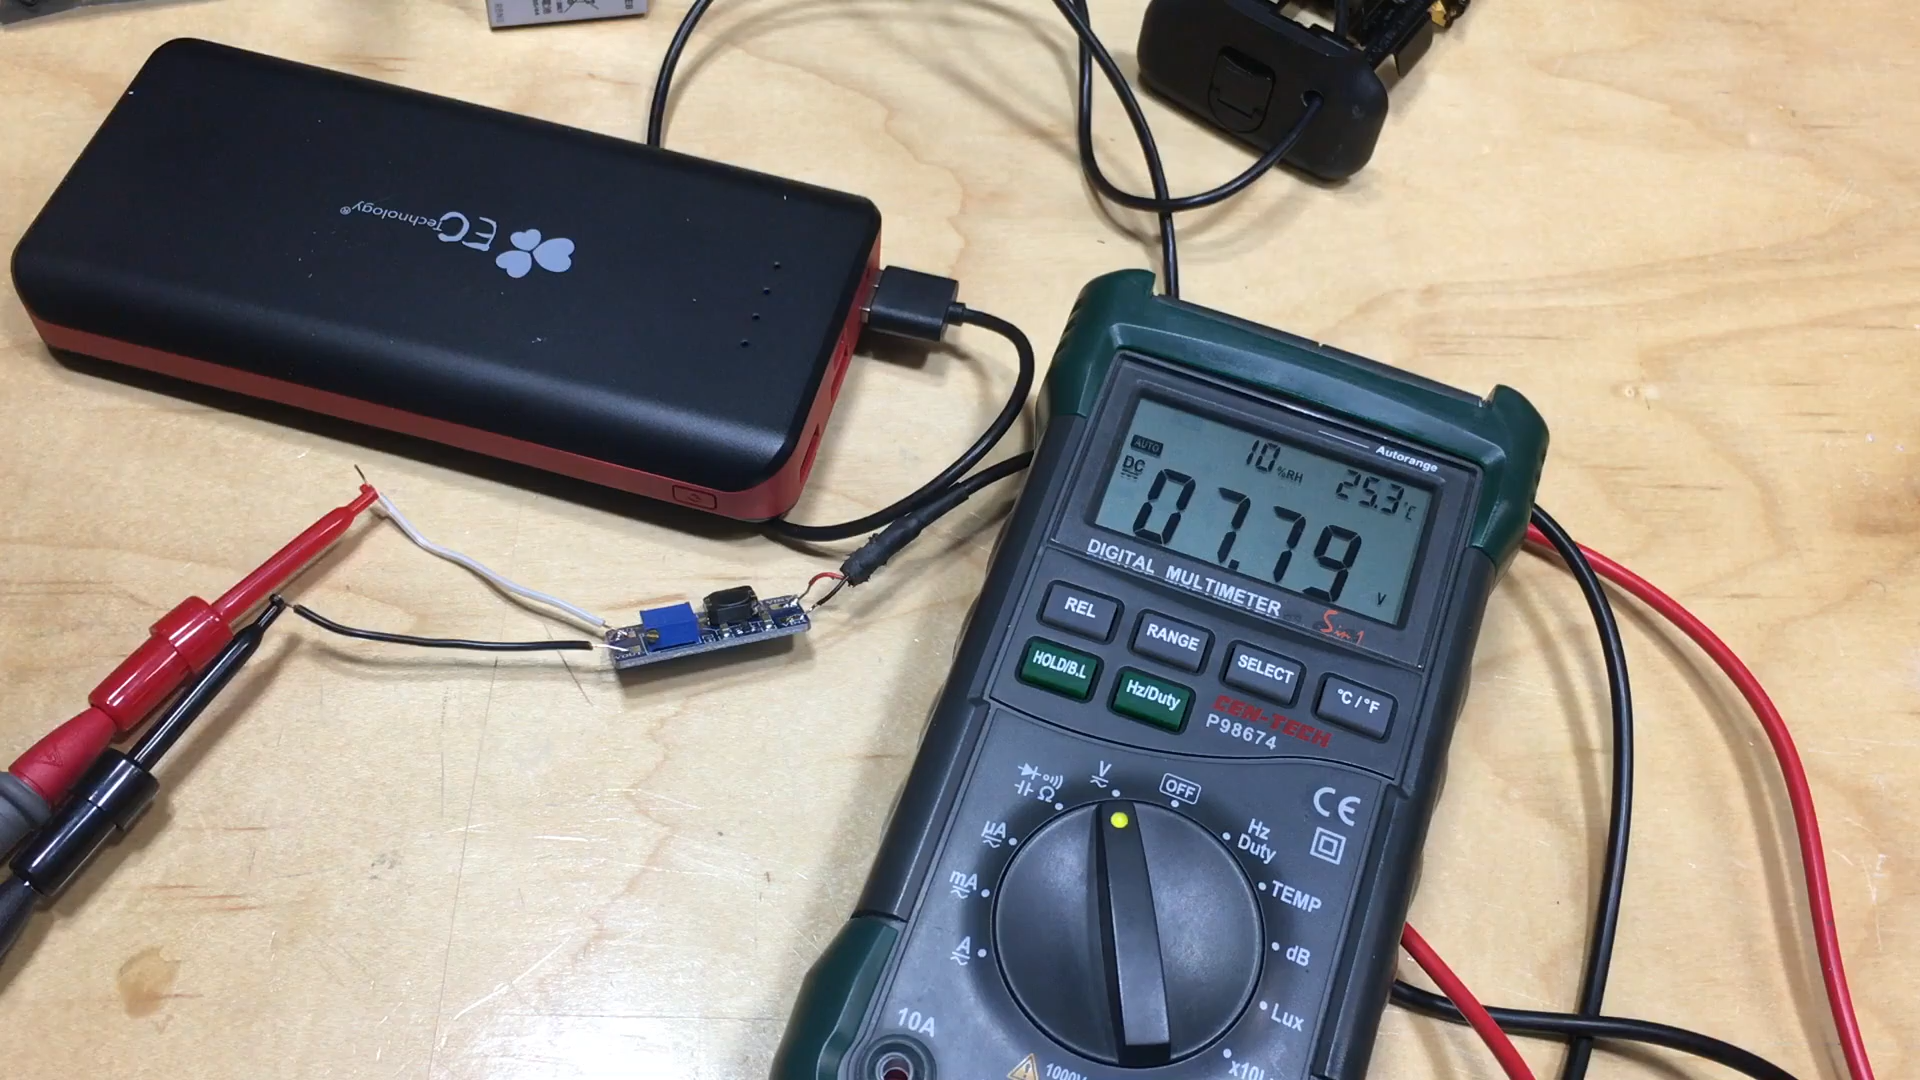 EC Technology®
Autorange
AUTO
10 %RH
25.3 °C
DC
07.79
V
DIGITAL MULTIMETER
5 in 1
REL
RANGE
SELECT
°C / °F
HOLD/B.L
Hz/Duty
CEN-TECH
P98674
V
OFF
Ω
Hz
Duty
µA
TEMP
mA
dB
A
Lux
CE
10A
1000V